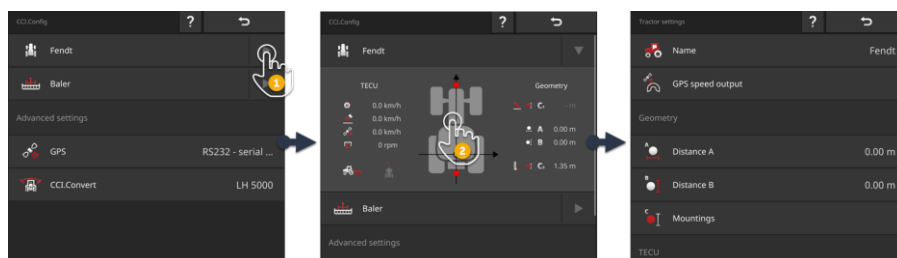 CCI.Config
?
Fendt
1
Baler
Advanced settings
GPS RS232 - serial ...
CCI.Convert LH 5000
CCI.Config
?
Fendt
TECU Geometry
0.0 km/h C. -- m
0.0 km/h
0.0 km/h A 0.00 m
0 rpm B 0.00 m
C. 1.35 m
2
Baler
Advanced settings
Tractor settings
?
Name Fendt
GPS speed output
Geometry
A Distance A 0.00 m
B Distance B 0.00 m
C Mountings
TECU